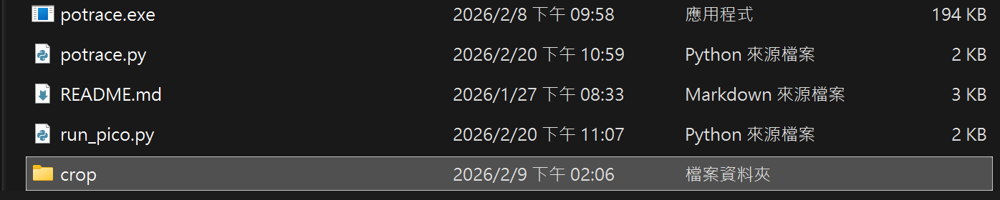 potrace.exe 2026/2/8 下午 09:58 應用程式 194 KB
potrace.py 2026/2/20 下午 10:59 Python 來源檔案 2 KB
README.md 2026/1/27 下午 08:33 Markdown 來源檔案 3 KB
run_pico.py 2026/2/20 下午 11:07 Python 來源檔案 2 KB
crop 2026/2/9 下午 02:06 檔案資料夾